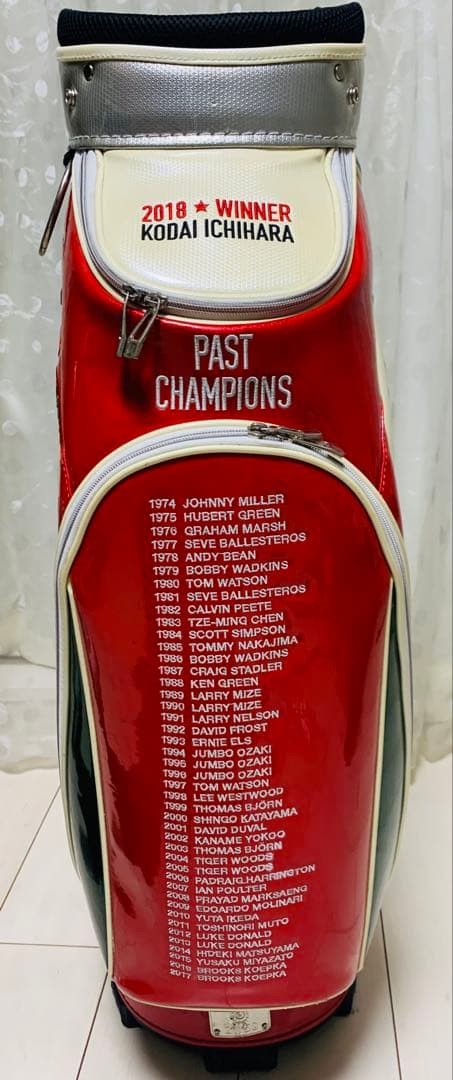 2018 ★ WINNER
KODAI ICHIHARA
PAST
CHAMPIONS
1974 JOHNNY MILLER
1975 HUBERT GREEN
1976 GRAHAM MARSH
1977 SEVE BALLESTEROS
1978 ANDY BEAN
1979 BOBBY WADKINS
1980 TOM WATSON
1981 SEVE BALLESTEROS
1982 CALVIN PEETE
1983 TZE-MING CHEN
1984 SCOTT SIMPSON
1985 TOMMY NAKAJIMA
1986 BOBBY WADKINS
1987 CRAIG STADLER
1988 KEN GREEN
1989 LARRY MIZE
1990 LARRY MIZE
1991 LARRY NELSON
1992 DAVID FROST
1993 ERNIE ELS
1994 JUMBO OZAKI
1995 JUMBO OZAKI
1996 JUMBO OZAKI
1997 TOM WATSON
1998 LEE WESTWOOD
1999 THOMAS BJÖRN
2000 SHINGO KATAYAMA
2001 DAVID DUVAL
2002 KANAME YOKOO
2003 THOMAS BJÖRN
2004 TIGER WOODS
2005 TIGER WOODS
2006 PADRAIG HARRINGTON
2007 IAN POULTER
2008 PRAYAD MARKSAENG
2009 EDOARDO MOLINARI
2010 YUTA IKEDA
2011 TOSHINORI MUTO
2012 LUKE DONALD
2013 LUKE DONALD
2014 HIDEKI MATSUYAMA
2015 YUSAKU MIYAZATO
2016 BROOKS KOEPKA
2017 BROOKS KOEPKA